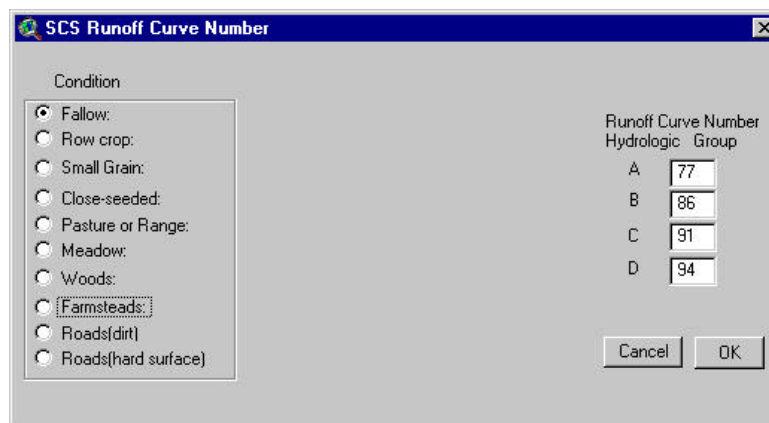 SCS Runoff Curve Number
Condition
Fallow:
Row crop:
Small Grain:
Close-seeded:
Pasture or Range:
Meadow:
Woods:
Farmsteads:
Roads(dirt)
Roads(hard surface)
Runoff Curve Number
Hydrologic Group
A 77
B 86
C 91
D 94
Cancel OK